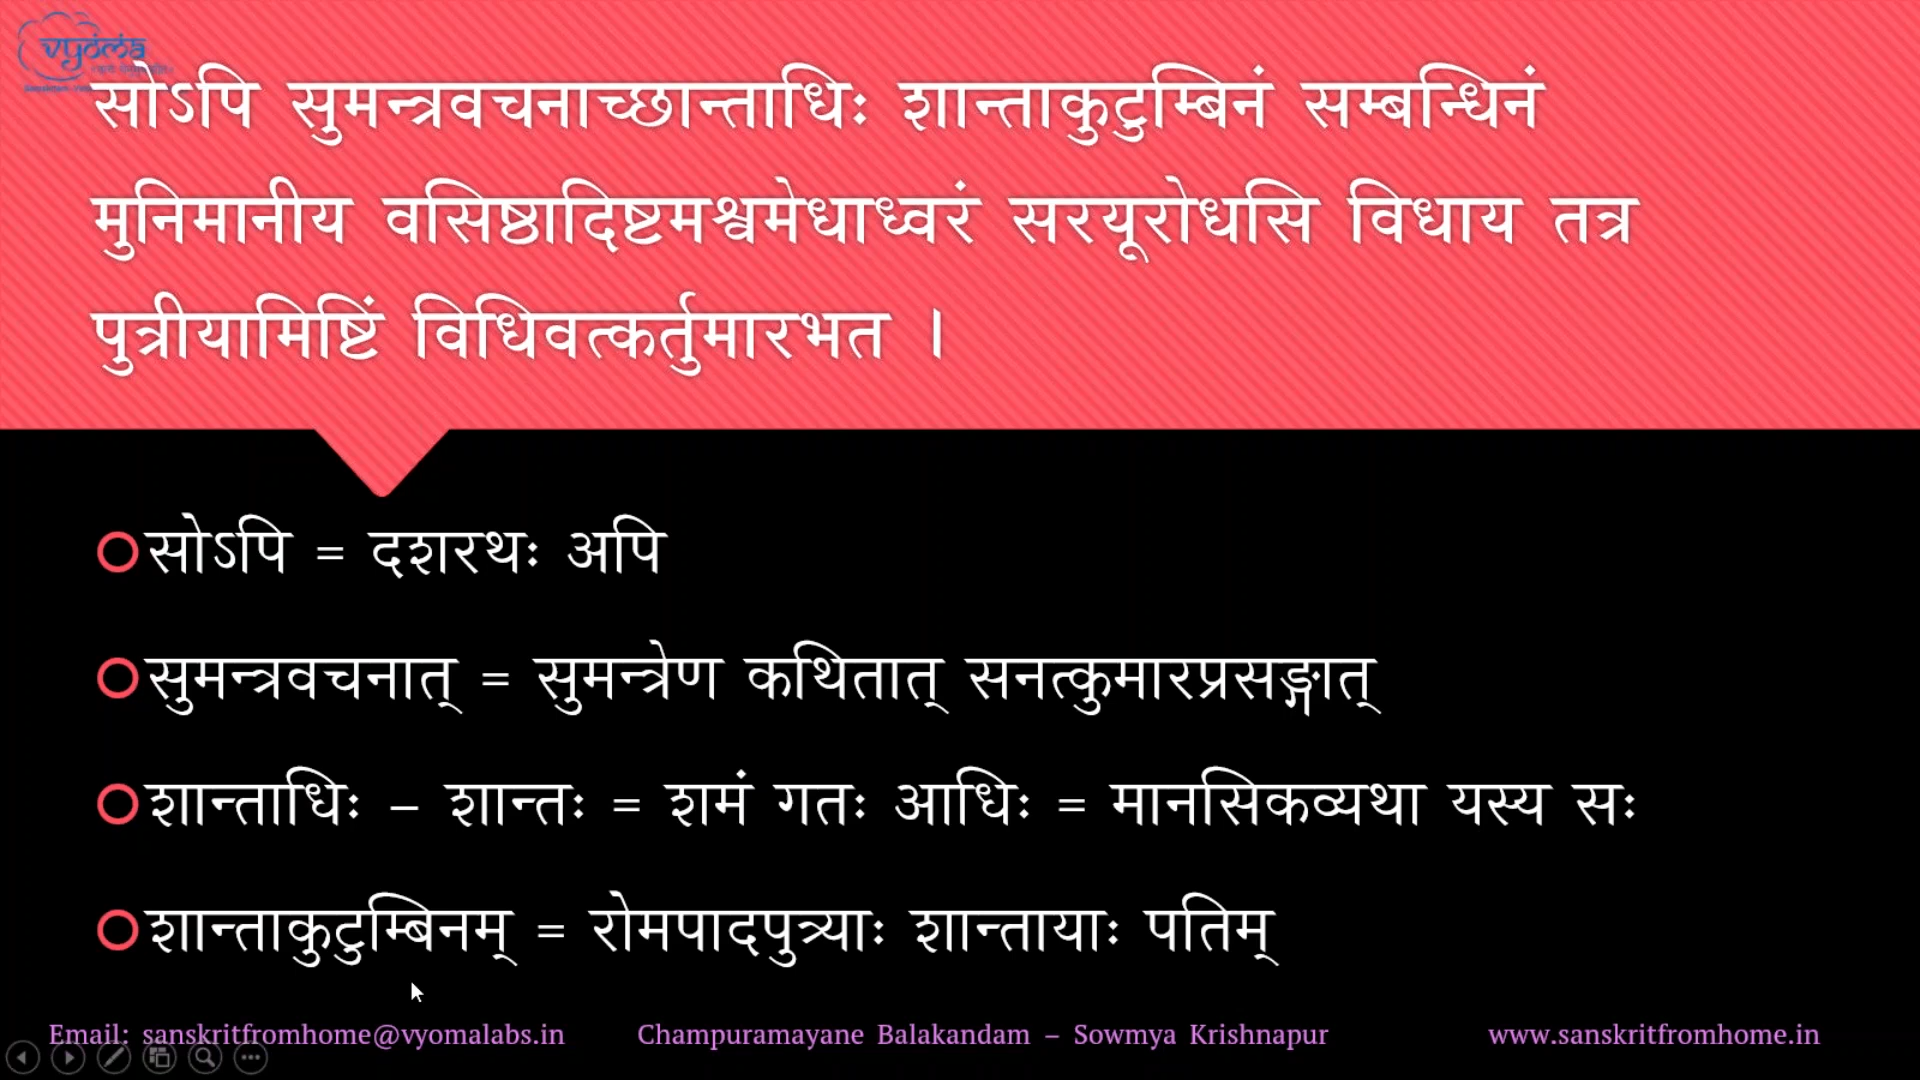 vyoma
सोऽपि सुमन्त्रवचनाच्छान्ताधिः शान्ताकुटुम्बिनं सम्बन्धिनं
मुनिमानीय वसिष्ठादिष्टमश्वमेधाध्वरं सरयूरोधसि विधाय तत्र
पुत्रीयामिष्टिं विधिवत्कर्तुमारभत ।
सोऽपि = दशरथः अपि
सुमन्त्रवचनात् = सुमन्त्रेण कथितात् सनत्कुमारप्रसङ्गात्
शान्ताधिः – शान्तः = शमं गतः आधिः = मानसिकव्यथा यस्य सः
शान्ताकुटुम्बिनम् = रोमपादपुत्र्याः शान्तायाः पतिम्
Email: sanskritfromhome@vyomalabs.in Champuramayane Balakandam – Sowmya Krishnapur www.sanskritfromhome.in